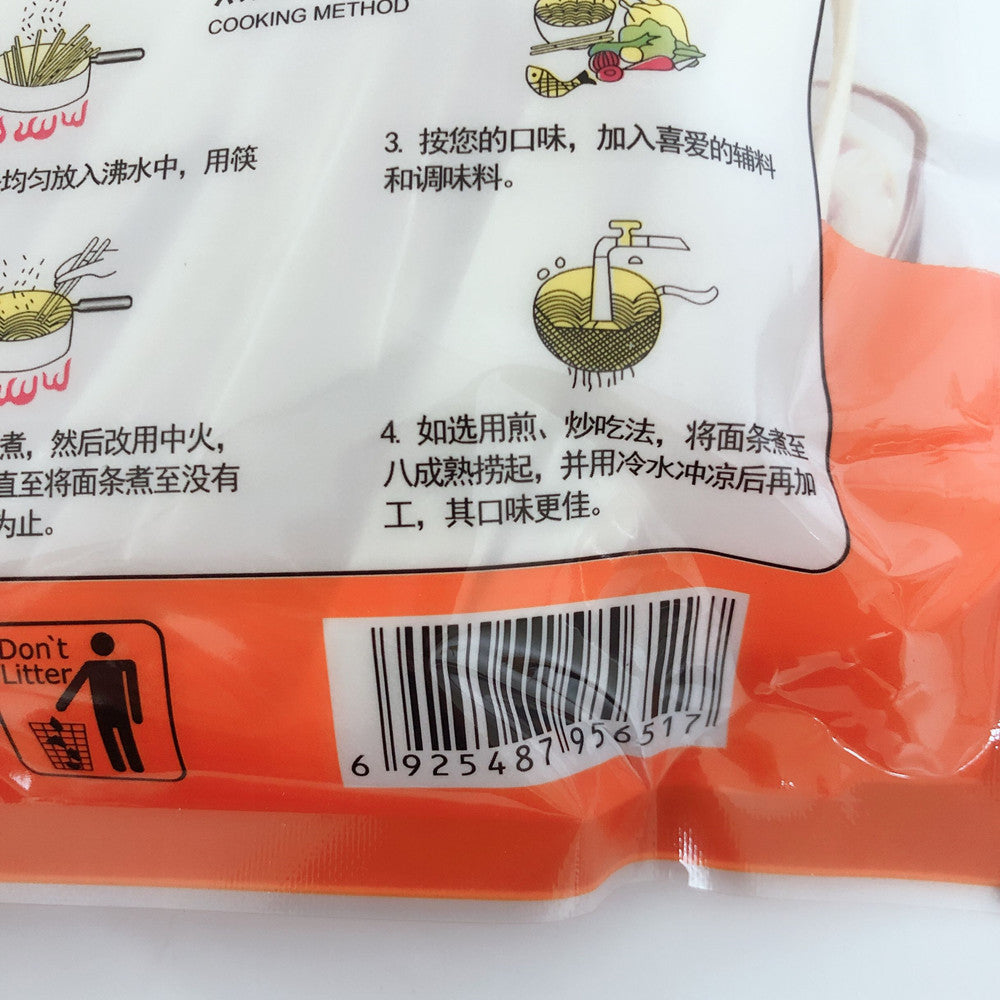 COOKING METHOD
均匀放入沸水中，用筷
煮，然后改用中火，
直至将面条煮至没有
为止。
3. 按您的口味，加入喜爱的辅料
和调味料。
4. 如选用煎、炒吃法，将面条煮至
八成熟捞起，并用冷水冲凉后再加
工，其口味更佳。
Don't
Litter
6 925487 956517